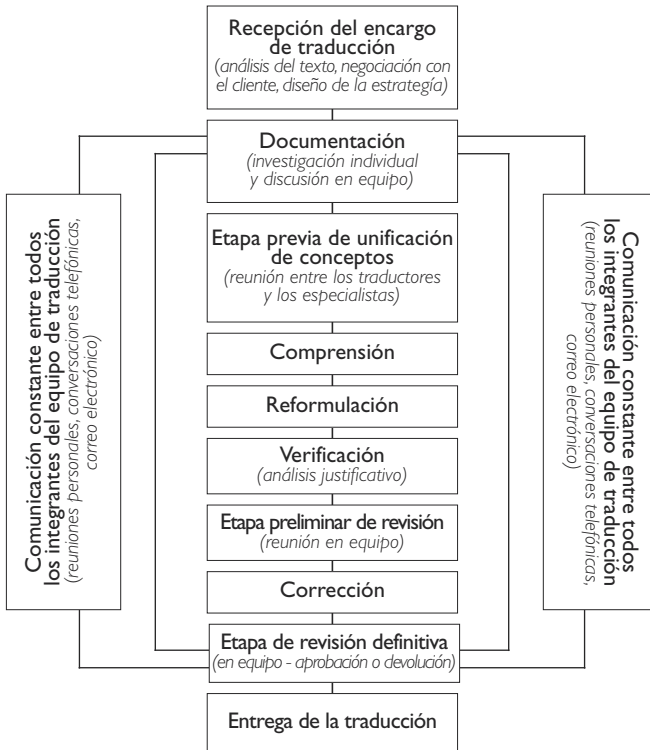 Recepción del encargo
de traducción
(análisis del texto, negociación con
el cliente, diseño de la estrategía)
Documentación
(investigación individual
y discusión en equipo)
Etapa previa de unificación
de conceptos
(reunión entre los traductores
y los especialistas)
Comprensión
Reformulación
Verificación
(análisis justificativo)
Etapa preliminar de revisión
(reunión en equipo)
Corrección
Etapa de revisión definitiva
(en equipo - aprobación o devolución)
Entrega de la traducción
Comunicación constante entre todos
los integrantes del equipo de traducción
(reuniones personales, conversaciones telefónicas,
correo electrónico)
Comunicación constante entre todos
los integrantes del equipo de traducción
(reuniones personales, conversaciones telefónicas,
correo electrónico)